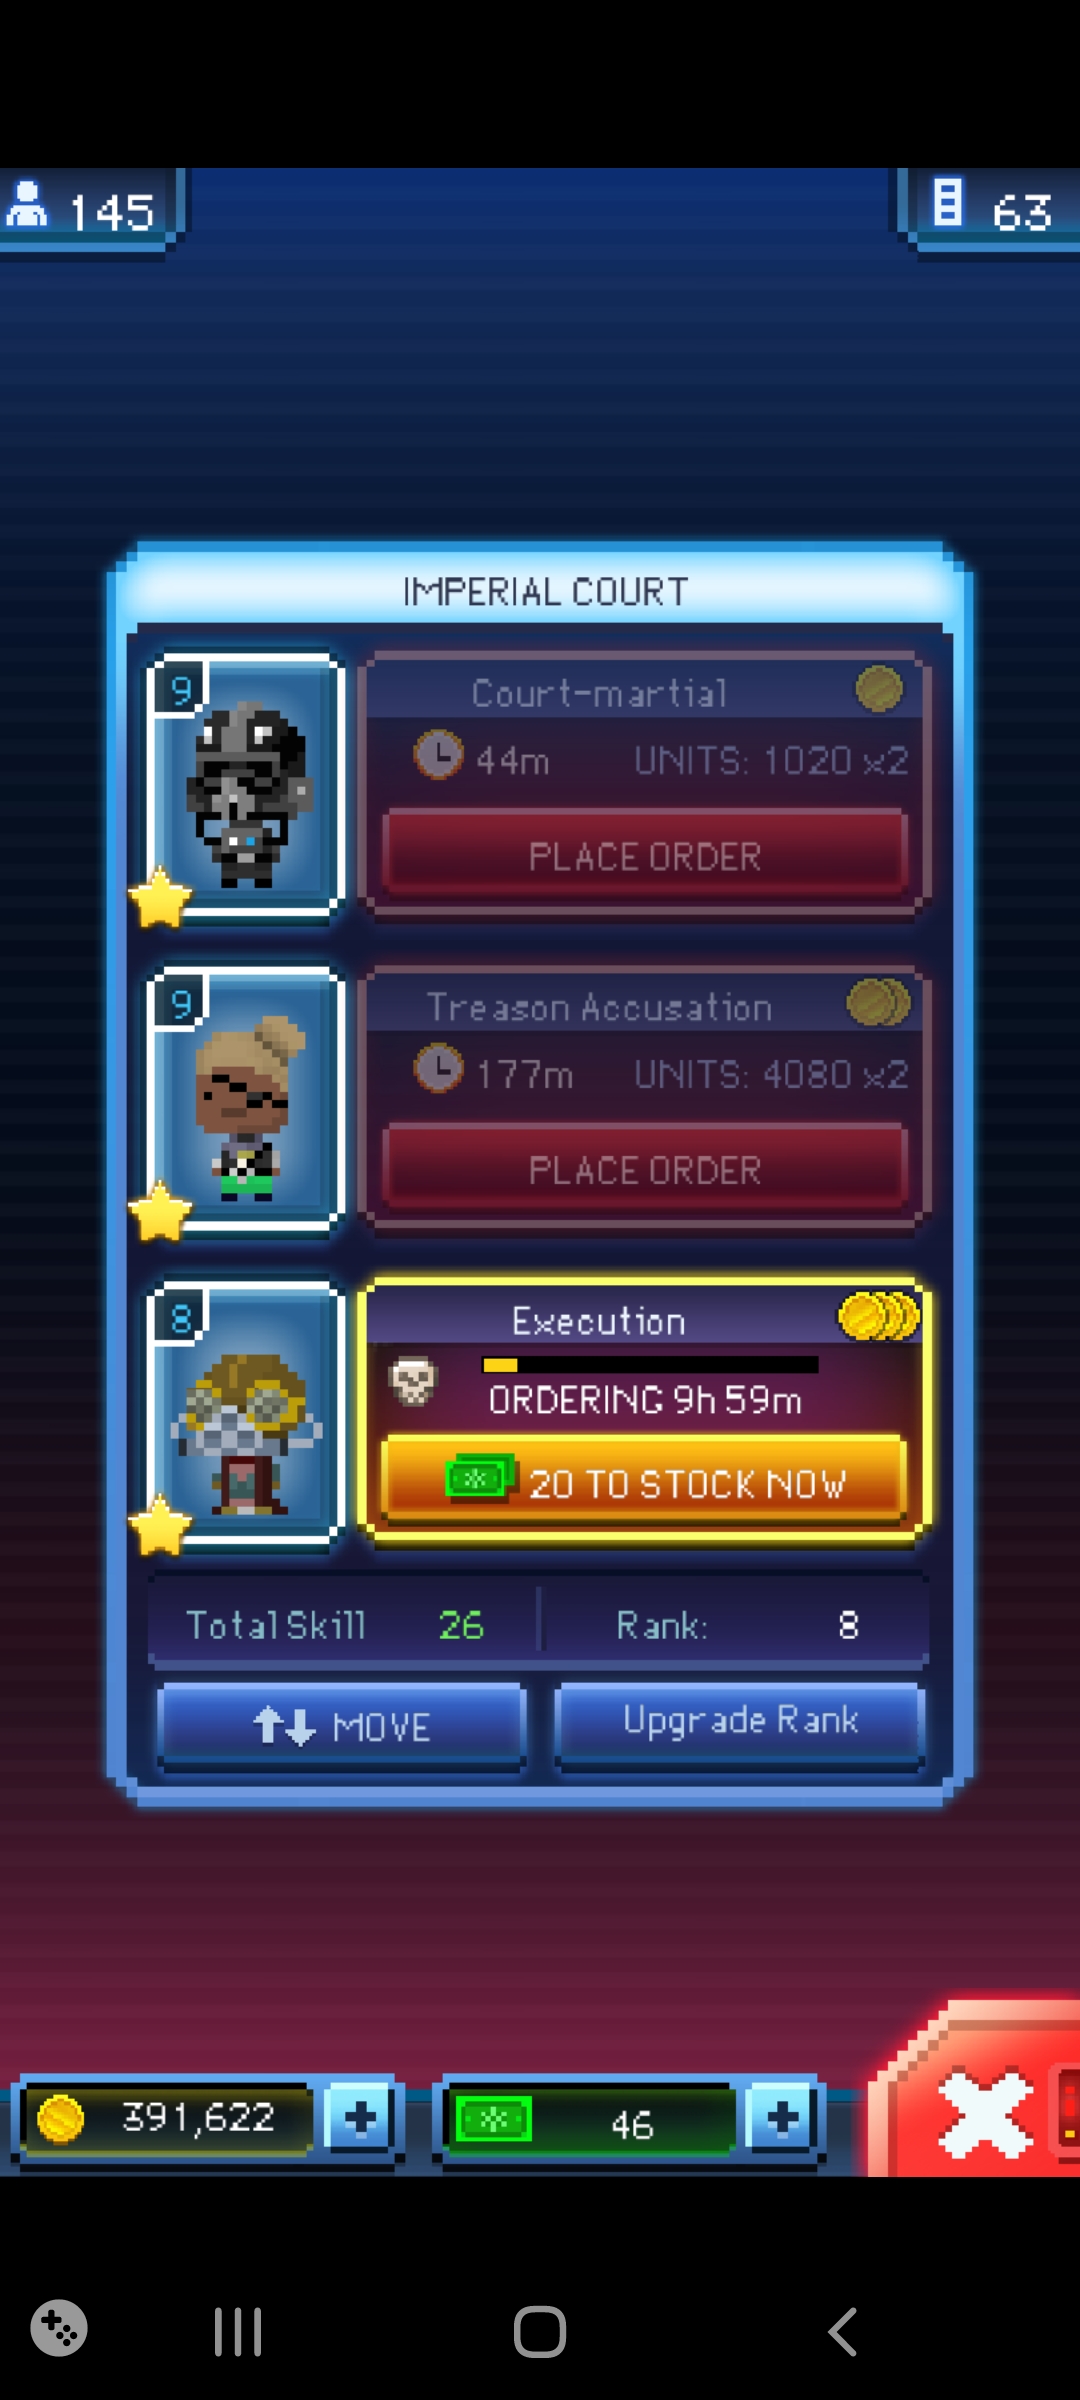 145
63
IMPERIAL COURT
9
Court-martial
44m UNITS: 1020 x2
PLACE ORDER
9
Treason Accusation
177m UNITS: 4080 x2
PLACE ORDER
8
Execution
ORDERING 9h 59m
20 TO STOCK NOW
Total Skill 26 Rank: 8
MOVE Upgrade Rank
391,622 + 46 +